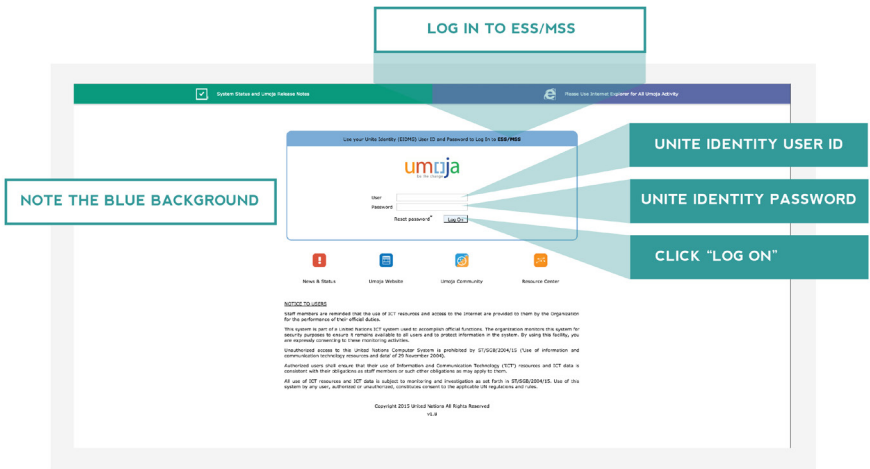 LOG IN TO ESS/MSS
System Status and Umoja Release Notes
Please Use Internet Explorer for All Umoja Activity
Use your Unite Identity (EIDMS) User ID and Password to Log In to ESS/MSS
umoja
be the change
User
Password
Reset password*
Log On
UNITE IDENTITY USER ID
UNITE IDENTITY PASSWORD
CLICK “LOG ON”
NOTE THE BLUE BACKGROUND
News & Status
Umoja Website
Umoja Community
Resource Center
NOTICE TO USERS
Staff members are reminded that the use of ICT resources and access to the Internet are provided to them by the Organization
for the performance of their official duties.
This system is part of a United Nations ICT system used to accomplish official functions. The organization monitors this system for
security purposes to ensure it remains available to all users and to protect information in the system. By using this facility, you
are expressly consenting to these monitoring activities.
Unauthorized access to this United Nations Computer System is prohibited by ST/SGB/2004/15 ('Use of information and
communication technology resources and data' of 29 November 2004).
Authorized users shall ensure that their use of Information and Communication Technology ('ICT') resources and ICT data is
consistent with their obligations as staff members or such other obligations as may apply to them.
All use of ICT resources and ICT data is subject to monitoring and investigation as set forth in ST/SGB/2004/15. Use of this
system by any user, authorized or unauthorized, constitutes consent to the applicable UN regulations and rules.
Copyright 2015 United Nations All Rights Reserved